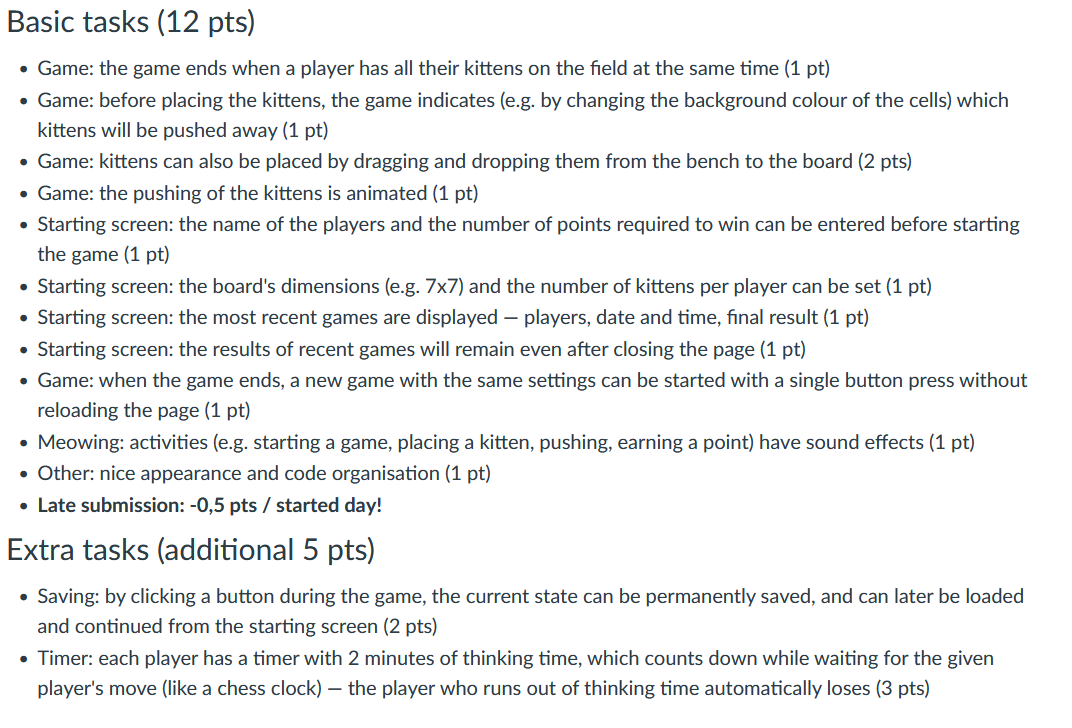 Basic tasks (12 pts)
• Game: the game ends when a player has all their kittens on the field at the same time (1 pt)
• Game: before placing the kittens, the game indicates (e.g. by changing the background colour of the cells) which
kittens will be pushed away (1 pt)
• Game: kittens can also be placed by dragging and dropping them from the bench to the board (2 pts)
• Game: the pushing of the kittens is animated (1 pt)
• Starting screen: the name of the players and the number of points required to win can be entered before starting
the game (1 pt)
• Starting screen: the board's dimensions (e.g. 7x7) and the number of kittens per player can be set (1 pt)
• Starting screen: the most recent games are displayed — players, date and time, final result (1 pt)
• Starting screen: the results of recent games will remain even after closing the page (1 pt)
• Game: when the game ends, a new game with the same settings can be started with a single button press without
reloading the page (1 pt)
• Meowing: activities (e.g. starting a game, placing a kitten, pushing, earning a point) have sound effects (1 pt)
• Other: nice appearance and code organisation (1 pt)
• Late submission: -0,5 pts / started day!
Extra tasks (additional 5 pts)
• Saving: by clicking a button during the game, the current state can be permanently saved, and can later be loaded
and continued from the starting screen (2 pts)
• Timer: each player has a timer with 2 minutes of thinking time, which counts down while waiting for the given
player's move (like a chess clock) — the player who runs out of thinking time automatically loses (3 pts)